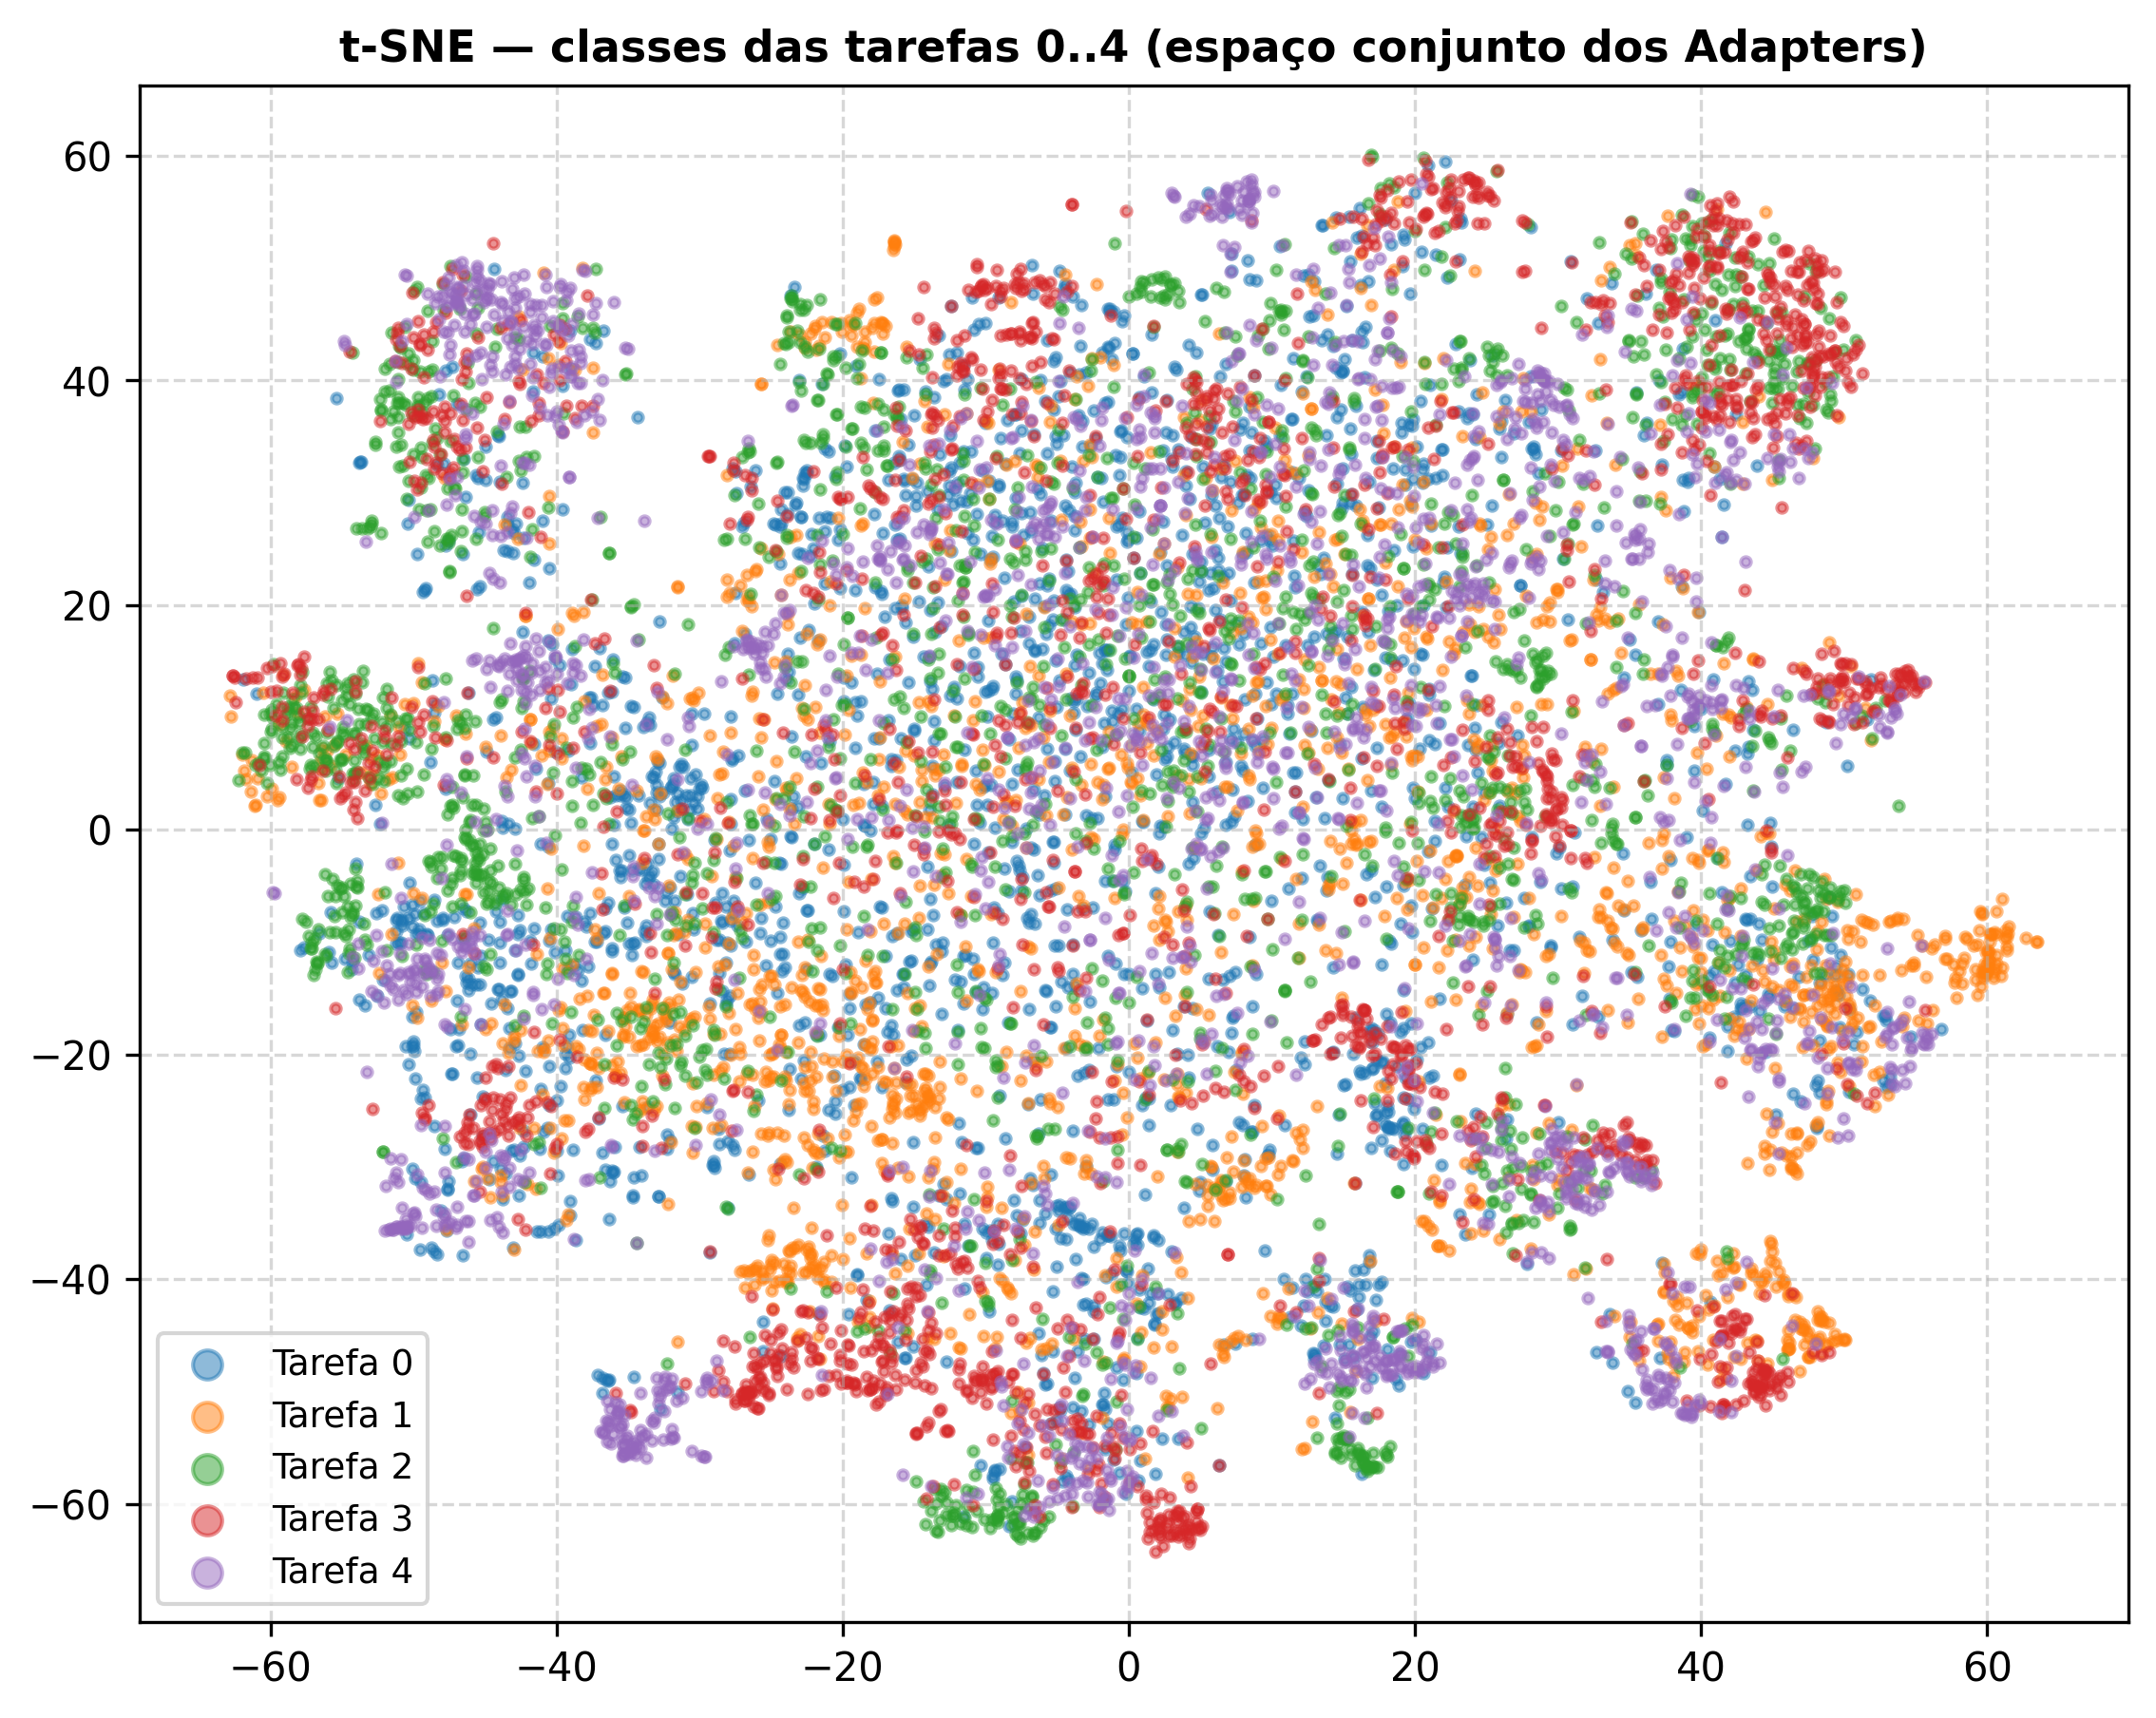 t-SNE — classes das tarefas 0..4 (espaço conjunto dos Adapters)
60
40
20
0
−20
−40
−60
Tarefa 0
Tarefa 1
Tarefa 2
Tarefa 3
Tarefa 4
−60 −40 −20 0 20 40 60